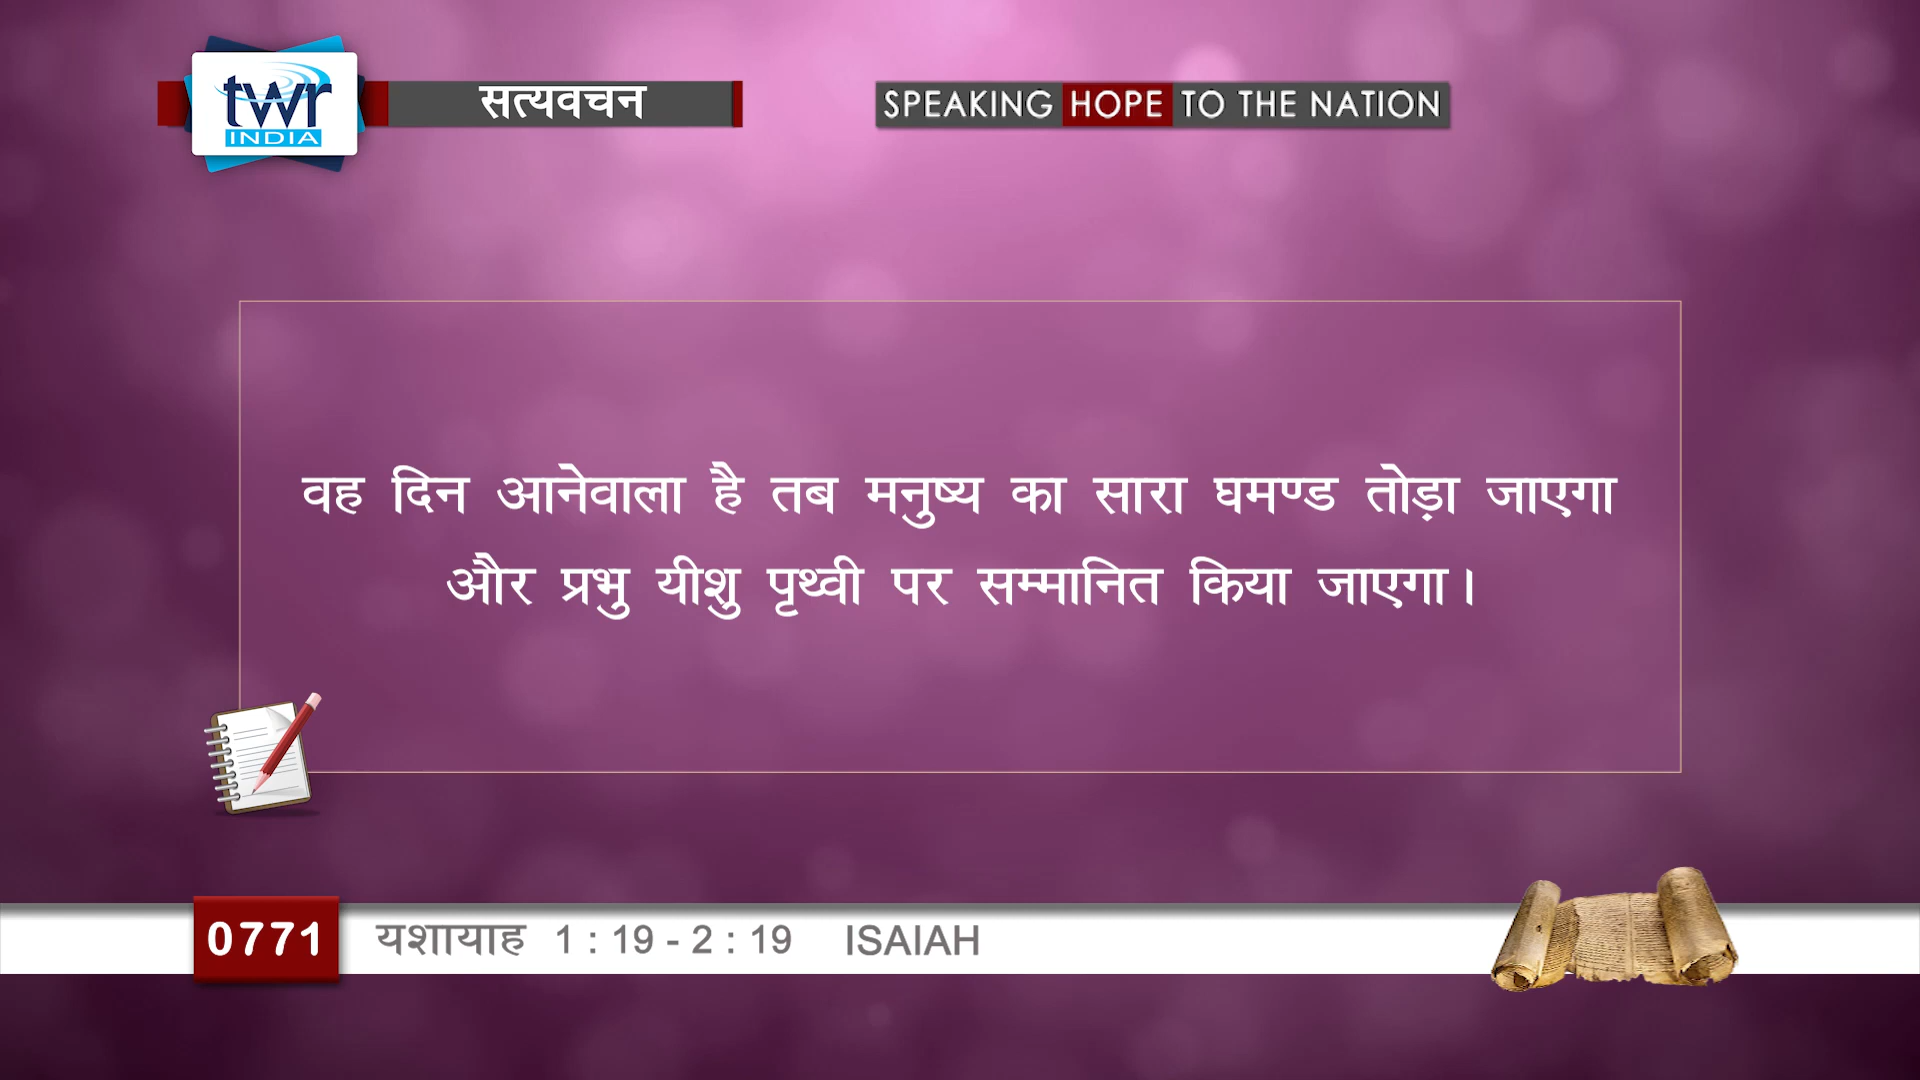 twr
INDIA
सत्यवचन
SPEAKING HOPE TO THE NATION
वह दिन आनेवाला है तब मनुष्य का सारा घमण्ड तोड़ा जाएगा
और प्रभु यीशु पृथ्वी पर सम्मानित किया जाएगा।
0771 यशायाह 1 : 19 - 2 : 19 ISAIAH